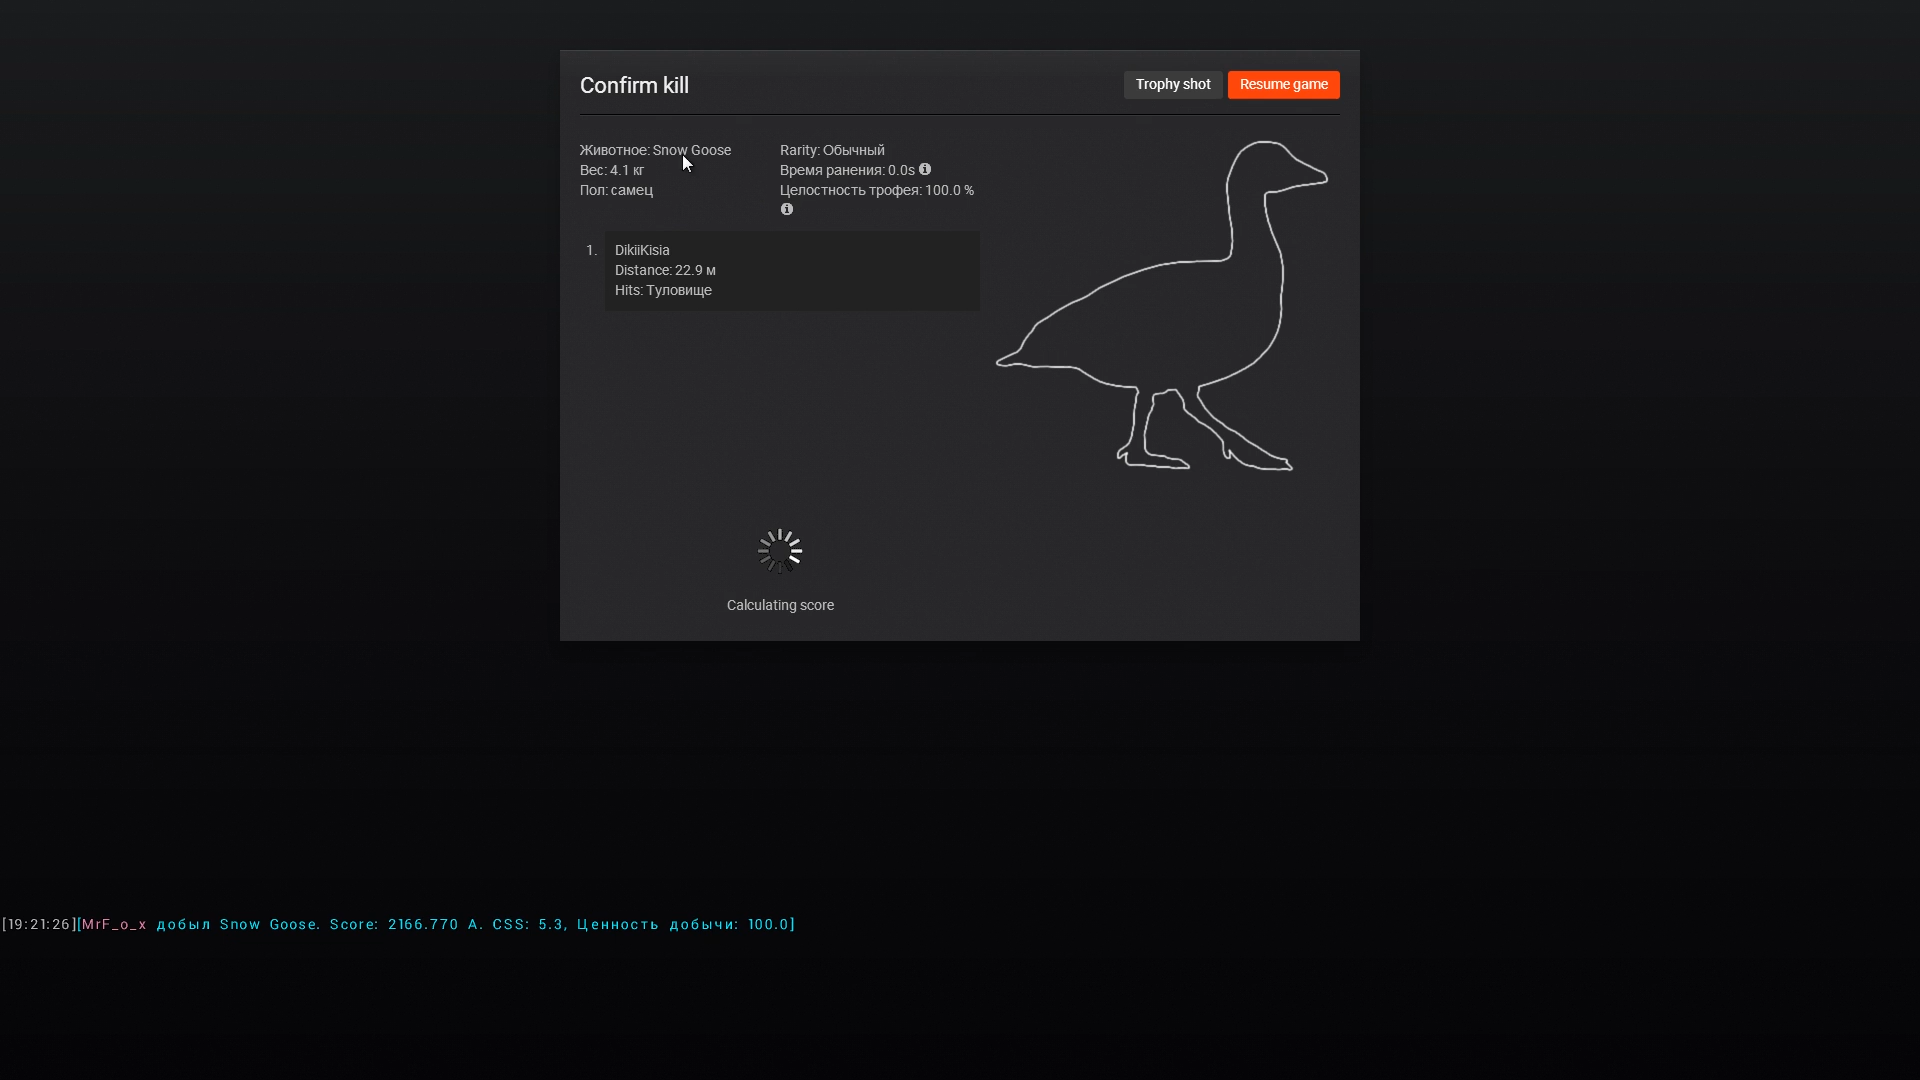 Confirm kill
Trophy shot
Resume game
Животное: Snow Goose
Вес: 4.1 кг
Пол: самец
Rarity: Обычный
Время ранения: 0.0s
Целостность трофея: 100.0 %
1.
DikiiKisia
Distance: 22.9 м
Hits: Туловище
Calculating score
[19:21:26][MrF_o_x добыл Snow Goose. Score: 2166.770 А. CSS: 5.3, Ценность добычи: 100.0]